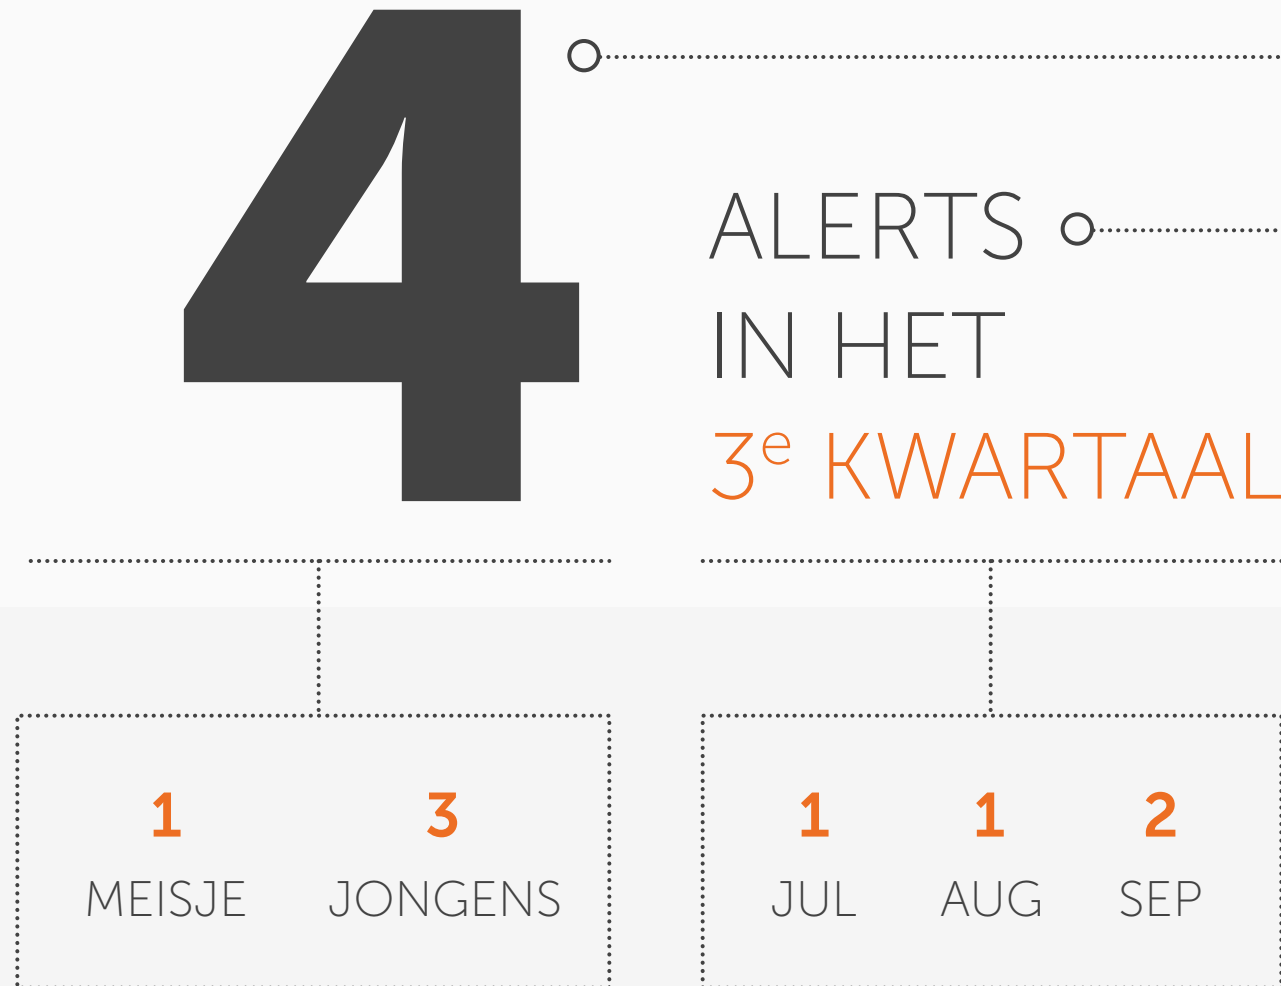 4
ALERTS
IN HET
3e KWARTAAL
1 3
MEISJE JONGENS
1 1 2
JUL AUG SEP